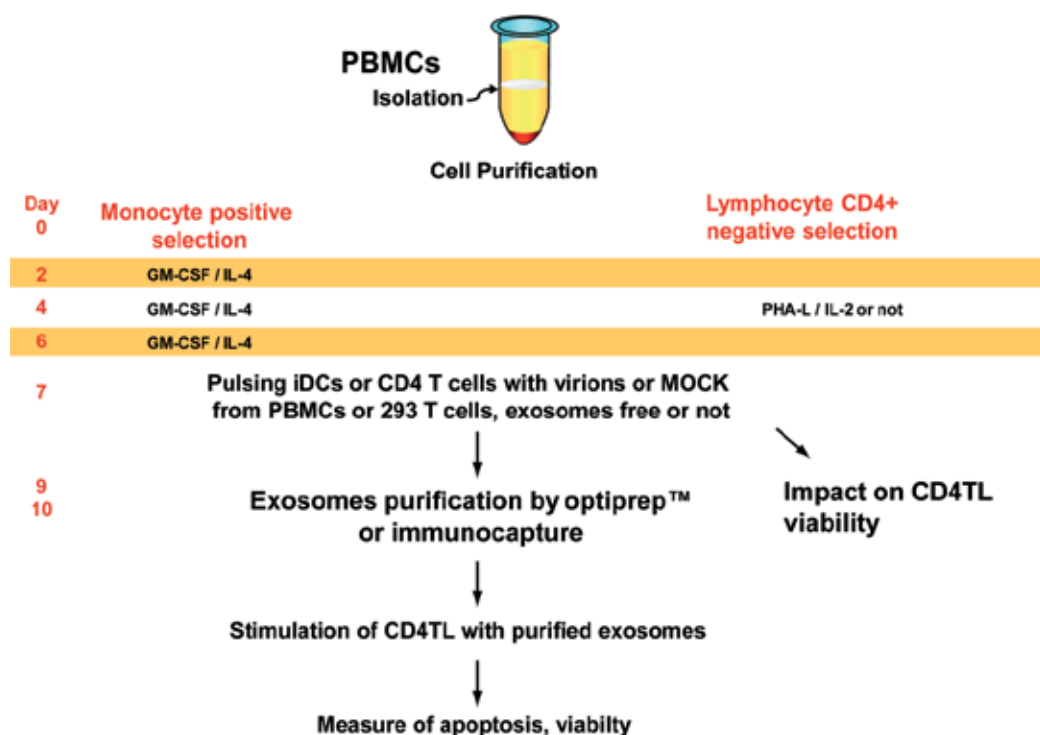 PBMCs
Isolation
Cell Purification
Day
0
Monocyte positive
selection
Lymphocyte CD4+
negative selection
2
GM-CSF / IL-4
4
GM-CSF / IL-4
PHA-L / IL-2 or not
6
GM-CSF / IL-4
7
Pulsing iDCs or CD4 T cells with virions or MOCK
from PBMCs or 293 T cells, exosomes free or not
9
10
Exosomes purification by optiprep™
or immunocapture
Impact on CD4TL
viability
Stimulation of CD4TL with purified exosomes
Measure of apoptosis, viabilty